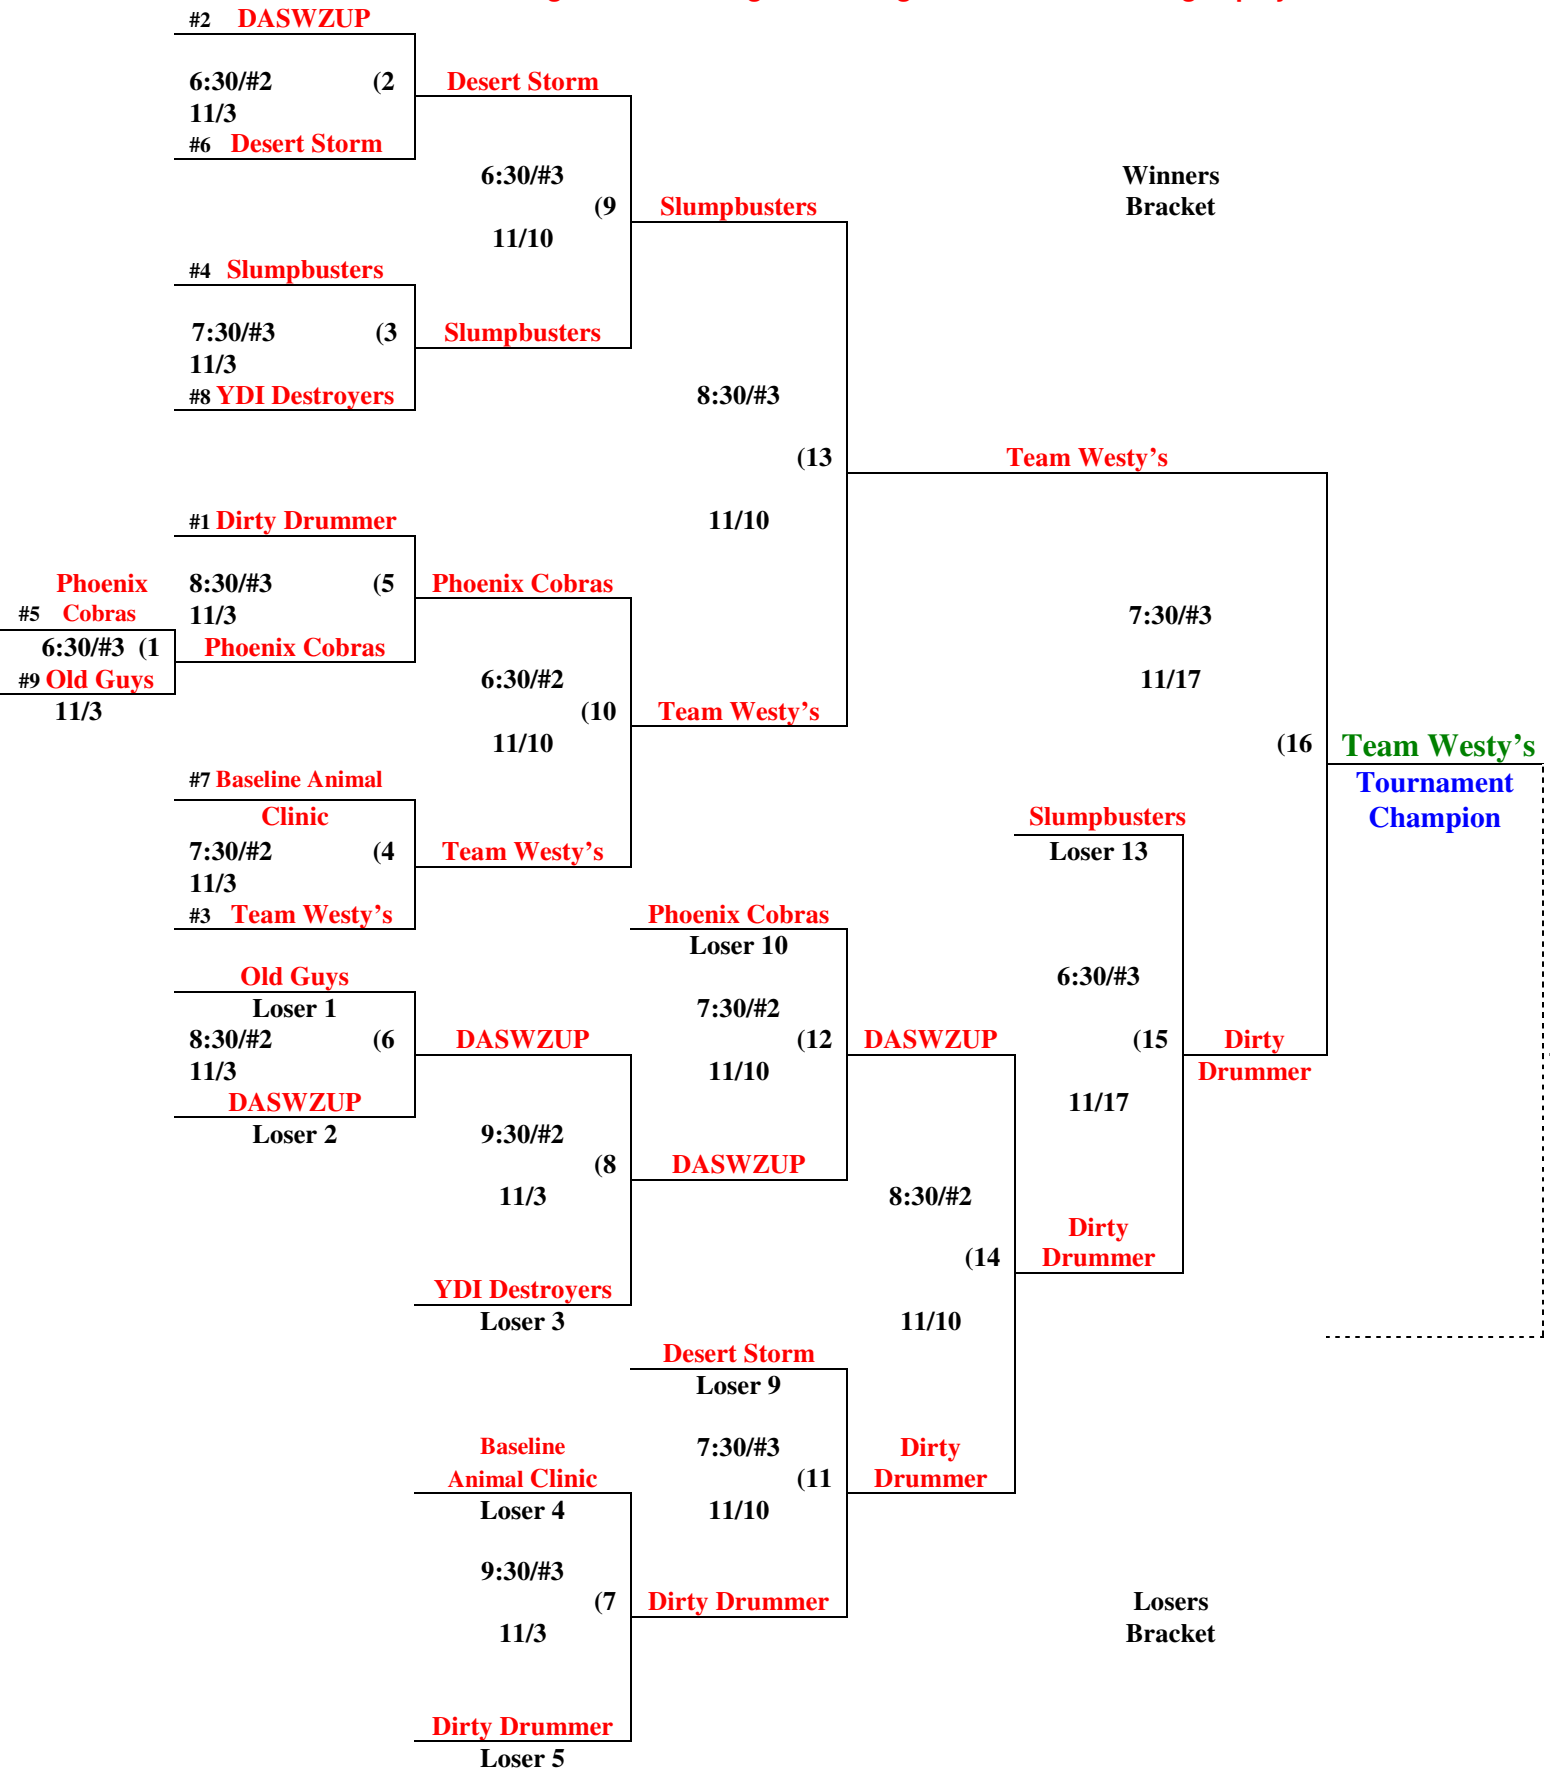 #2 DASWZUP
6:30/#2 (2 Desert Storm
11/3
#6 Desert Storm
6:30/#3 Winners
(9 Slumpbusters Bracket
11/10
#4 Slumpbusters
7:30/#3 (3 Slumpbusters
11/3
#8 YDI Destroyers 8:30/#3
(13 Team Westy's
#1 Dirty Drummer 11/10
Phoenix 8:30/#3 (5 Phoenix Cobras
#5 Cobras 11/3 7:30/#3
6:30/#3 (1 Phoenix Cobras
#9 Old Guys 6:30/#2 11/17
11/3 (10 Team Westy's
11/10 (16 Team Westy's
#7 Baseline Animal Tournament
Clinic Slumpbusters Champion
7:30/#2 (4 Team Westy's Loser 13
11/3
#3 Team Westy's Phoenix Cobras
Loser 10
Old Guys 6:30/#3
Loser 1 7:30/#2
8:30/#2 (6 DASWZUP (12 DASWZUP (15 Dirty
11/3 11/10 Drummer
DASWZUP 11/17
Loser 2 9:30/#2
(8 DASWZUP
11/3 8:30/#2
Dirty
(14 Drummer
YDI Destroyers
Loser 3 11/10
Desert Storm
Loser 9
Baseline 7:30/#3 Dirty
Animal Clinic (11 Drummer
Loser 4 11/10
9:30/#3
(7 Dirty Drummer Losers
11/3 Bracket
Dirty Drummer
Loser 5